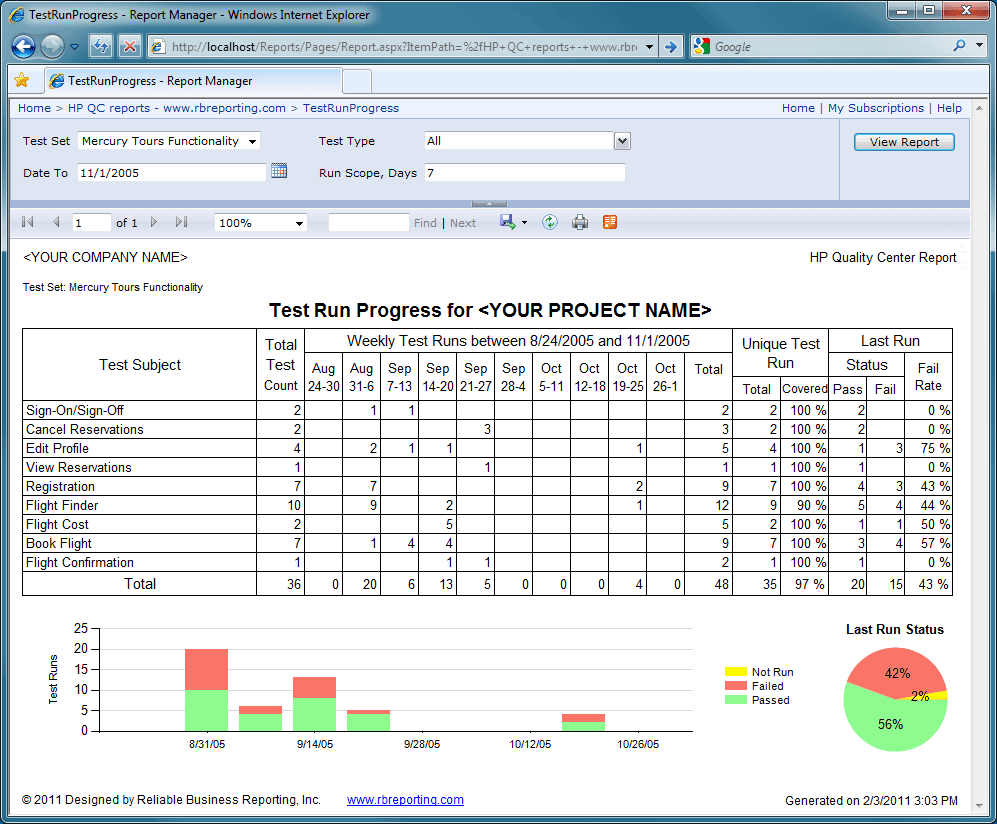 TestRunProgress - Report Manager - Windows Internet Explorer
http://localhost/Reports/Pages/Report.aspx?ItemPath=%2fHP+QC+reports+-+www.rbre
Google
TestRunProgress - Report Manager
Home > HP QC reports - www.rbreporting.com > TestRunProgress
Home | My Subscriptions | Help
Test Set Mercury Tours Functionality Test Type All View Report
Date To 11/1/2005 Run Scope, Days 7
1 of 1 100% Find | Next
<YOUR COMPANY NAME> HP Quality Center Report
Test Set: Mercury Tours Functionality
Test Run Progress for <YOUR PROJECT NAME>
Test Subject Total Test Count Weekly Test Runs between 8/24/2005 and 11/1/2005 Unique Test Run Last Run
Aug 24-30 Aug 31-6 Sep 7-13 Sep 14-20 Sep 21-27 Sep 28-4 Oct 5-11 Oct 12-18 Oct 19-25 Oct 26-1 Total Status Fail Rate
Total Covered Pass Fail
Sign-On/Sign-Off 2 1 1 2 2 100 % 2 0 %
Cancel Reservations 2 3 3 2 100 % 2 0 %
Edit Profile 4 2 1 1 1 5 4 100 % 1 3 75 %
View Reservations 1 1 1 1 100 % 1 0 %
Registration 7 7 2 9 7 100 % 4 3 43 %
Flight Finder 10 9 2 1 12 9 90 % 5 4 44 %
Flight Cost 2 5 5 2 100 % 1 1 50 %
Book Flight 7 1 4 4 9 7 100 % 3 4 57 %
Flight Confirmation 1 1 1 2 1 100 % 1 0 %
Total 36 0 20 6 13 5 0 0 0 4 0 48 35 97 % 20 15 43 %
Test Runs
25
20
15
10
5
0
8/31/05 9/14/05 9/28/05 10/12/05 10/26/05
Not Run
Failed
Passed
Last Run Status
42%
2%
56%
© 2011 Designed by Reliable Business Reporting, Inc. www.rbreporting.com Generated on 2/3/2011 3:03 PM